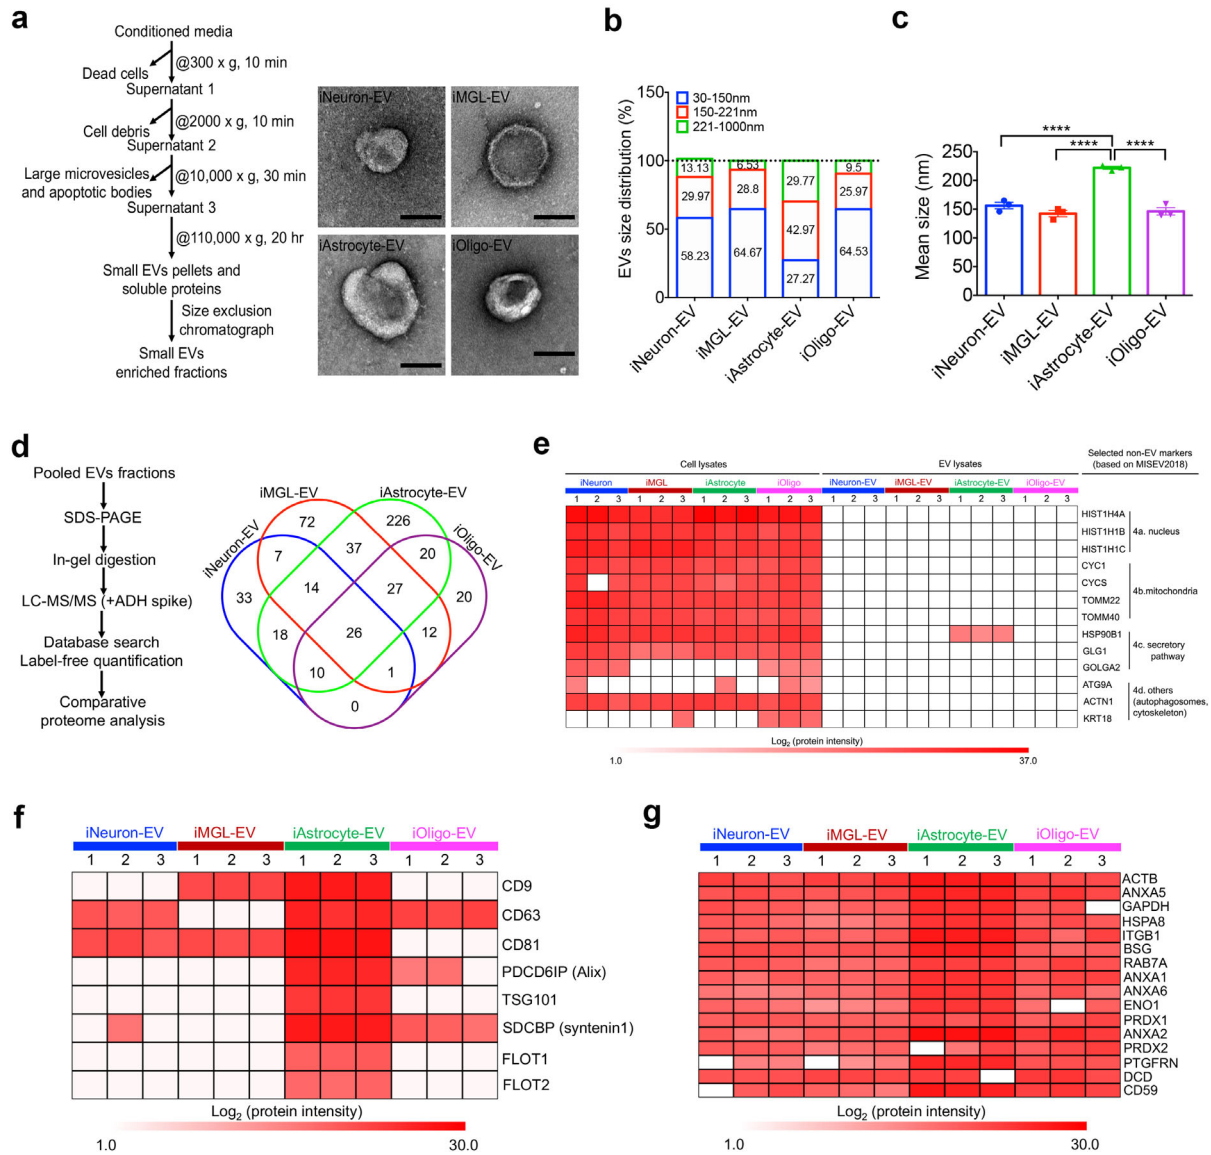 a
Conditioned media
@300 x g, 10 min
Dead cells
Supernatant 1
@2000 x g, 10 min
Cell debris
Supernatant 2
Large microvesicles
and apoptotic bodies
@10,000 x g, 30 min
Supernatant 3
@110,000 x g, 20 hr
Small EVs pellets and
soluble proteins
Size exclusion
chromatograph
Small EVs
enriched fractions
iNeuron-EV
iMGL-EV
iAstrocyte-EV
iOligo-EV
b
EVs size distribution (%)
150
100
50
0
30-150nm
150-221nm
221-1000nm
13.13
29.97
58.23
6.53
28.8
64.67
29.77
42.97
27.27
9.5
25.97
64.53
iNeuron-EV
iMGL-EV
iAstrocyte-EV
iOligo-EV
c
Mean size (nm)
250
200
150
100
50
0
****
**** ****
iNeuron-EV
iMGL-EV
iAstrocyte-EV
iOligo-EV
d
Pooled EVs fractions
SDS-PAGE
In-gel digestion
LC-MS/MS (+ADH spike)
Database search
Label-free quantification
Comparative
proteome analysis
iNeuron-EV
iMGL-EV
iAstrocyte-EV
iOligo-EV
72 226
7 37 20
33 14 27 20
18 26 12
10 1
0
e
Cell lysates EV lysates
Selected non-EV markers
(based on MISEV2018)
iNeuron iMGL iAstrocyte iOligo iNeuron-EV iMGL-EV iAstrocyte-EV iOligo-EV
1 2 3 1 2 3 1 2 3 1 2 3 1 2 3 1 2 3 1 2 3 1 2 3
HIST1H4A
HIST1H1B
HIST1H1C
CYC1
CYCS
TOMM22
TOMM40
HSP90B1
GLG1
GOLGA2
ATG9A
ACTN1
KRT18
4a. nucleus
4b.mitochondria
4c. secretory
pathway
4d. others
(autophagosomes,
cytoskeleton)
Log2 (protein intensity)
1.0 37.0
f
iNeuron-EV iMGL-EV iAstrocyte-EV iOligo-EV
1 2 3 1 2 3 1 2 3 1 2 3
CD9
CD63
CD81
PDCD6IP (Alix)
TSG101
SDCBP (syntenin1)
FLOT1
FLOT2
Log2 (protein intensity)
1.0 30.0
g
iNeuron-EV iMGL-EV iAstrocyte-EV iOligo-EV
1 2 3 1 2 3 1 2 3 1 2 3
ACTB
ANXA5
GAPDH
HSPA8
ITGB1
BSG
RAB7A
ANXA1
ANXA6
ENO1
PRDX1
ANXA2
PRDX2
PTGFRN
DCD
CD59
Log2 (protein intensity)
1.0 30.0